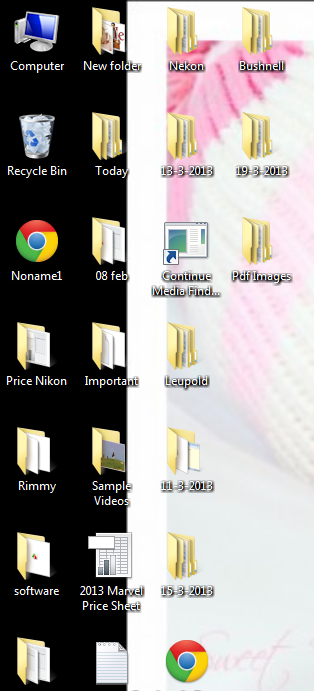 Computer
New folder
Nekon
Bushnell
Recycle Bin
Today
13-3-2013
19-3-2013
Noname1
08 feb
Continue
Media Find...
Pdf Images
Price Nikon
Important
Leupold
Rimmy
Sample
Videos
11-3-2013
software
2013 Marvel
Price Sheet
15-3-2013
Sweet